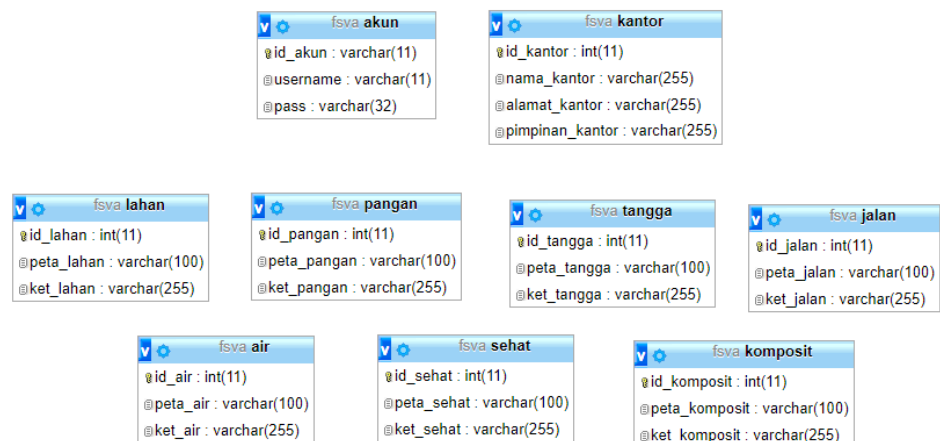 fsva akun
id_akun : varchar(11)
username : varchar(11)
pass : varchar(32)
fsva kantor
id_kantor : int(11)
nama_kantor : varchar(255)
alamat_kantor : varchar(255)
pimpinan_kantor : varchar(255)
fsva lahan
id_lahan : int(11)
peta_lahan : varchar(100)
ket_lahan : varchar(255)
fsva pangan
id_pangan : int(11)
peta_pangan : varchar(100)
ket_pangan : varchar(255)
fsva tangga
id_tangga : int(11)
peta_tangga : varchar(100)
ket_tangga : varchar(255)
fsva jalan
id_jalan : int(11)
peta_jalan : varchar(100)
ket_jalan : varchar(255)
fsva air
id_air : int(11)
peta_air : varchar(100)
ket_air : varchar(255)
fsva sehat
id_sehat : int(11)
peta_sehat : varchar(100)
ket_sehat : varchar(255)
fsva komposit
id_komposit : int(11)
peta_komposit : varchar(100)
ket_komposit : varchar(255)